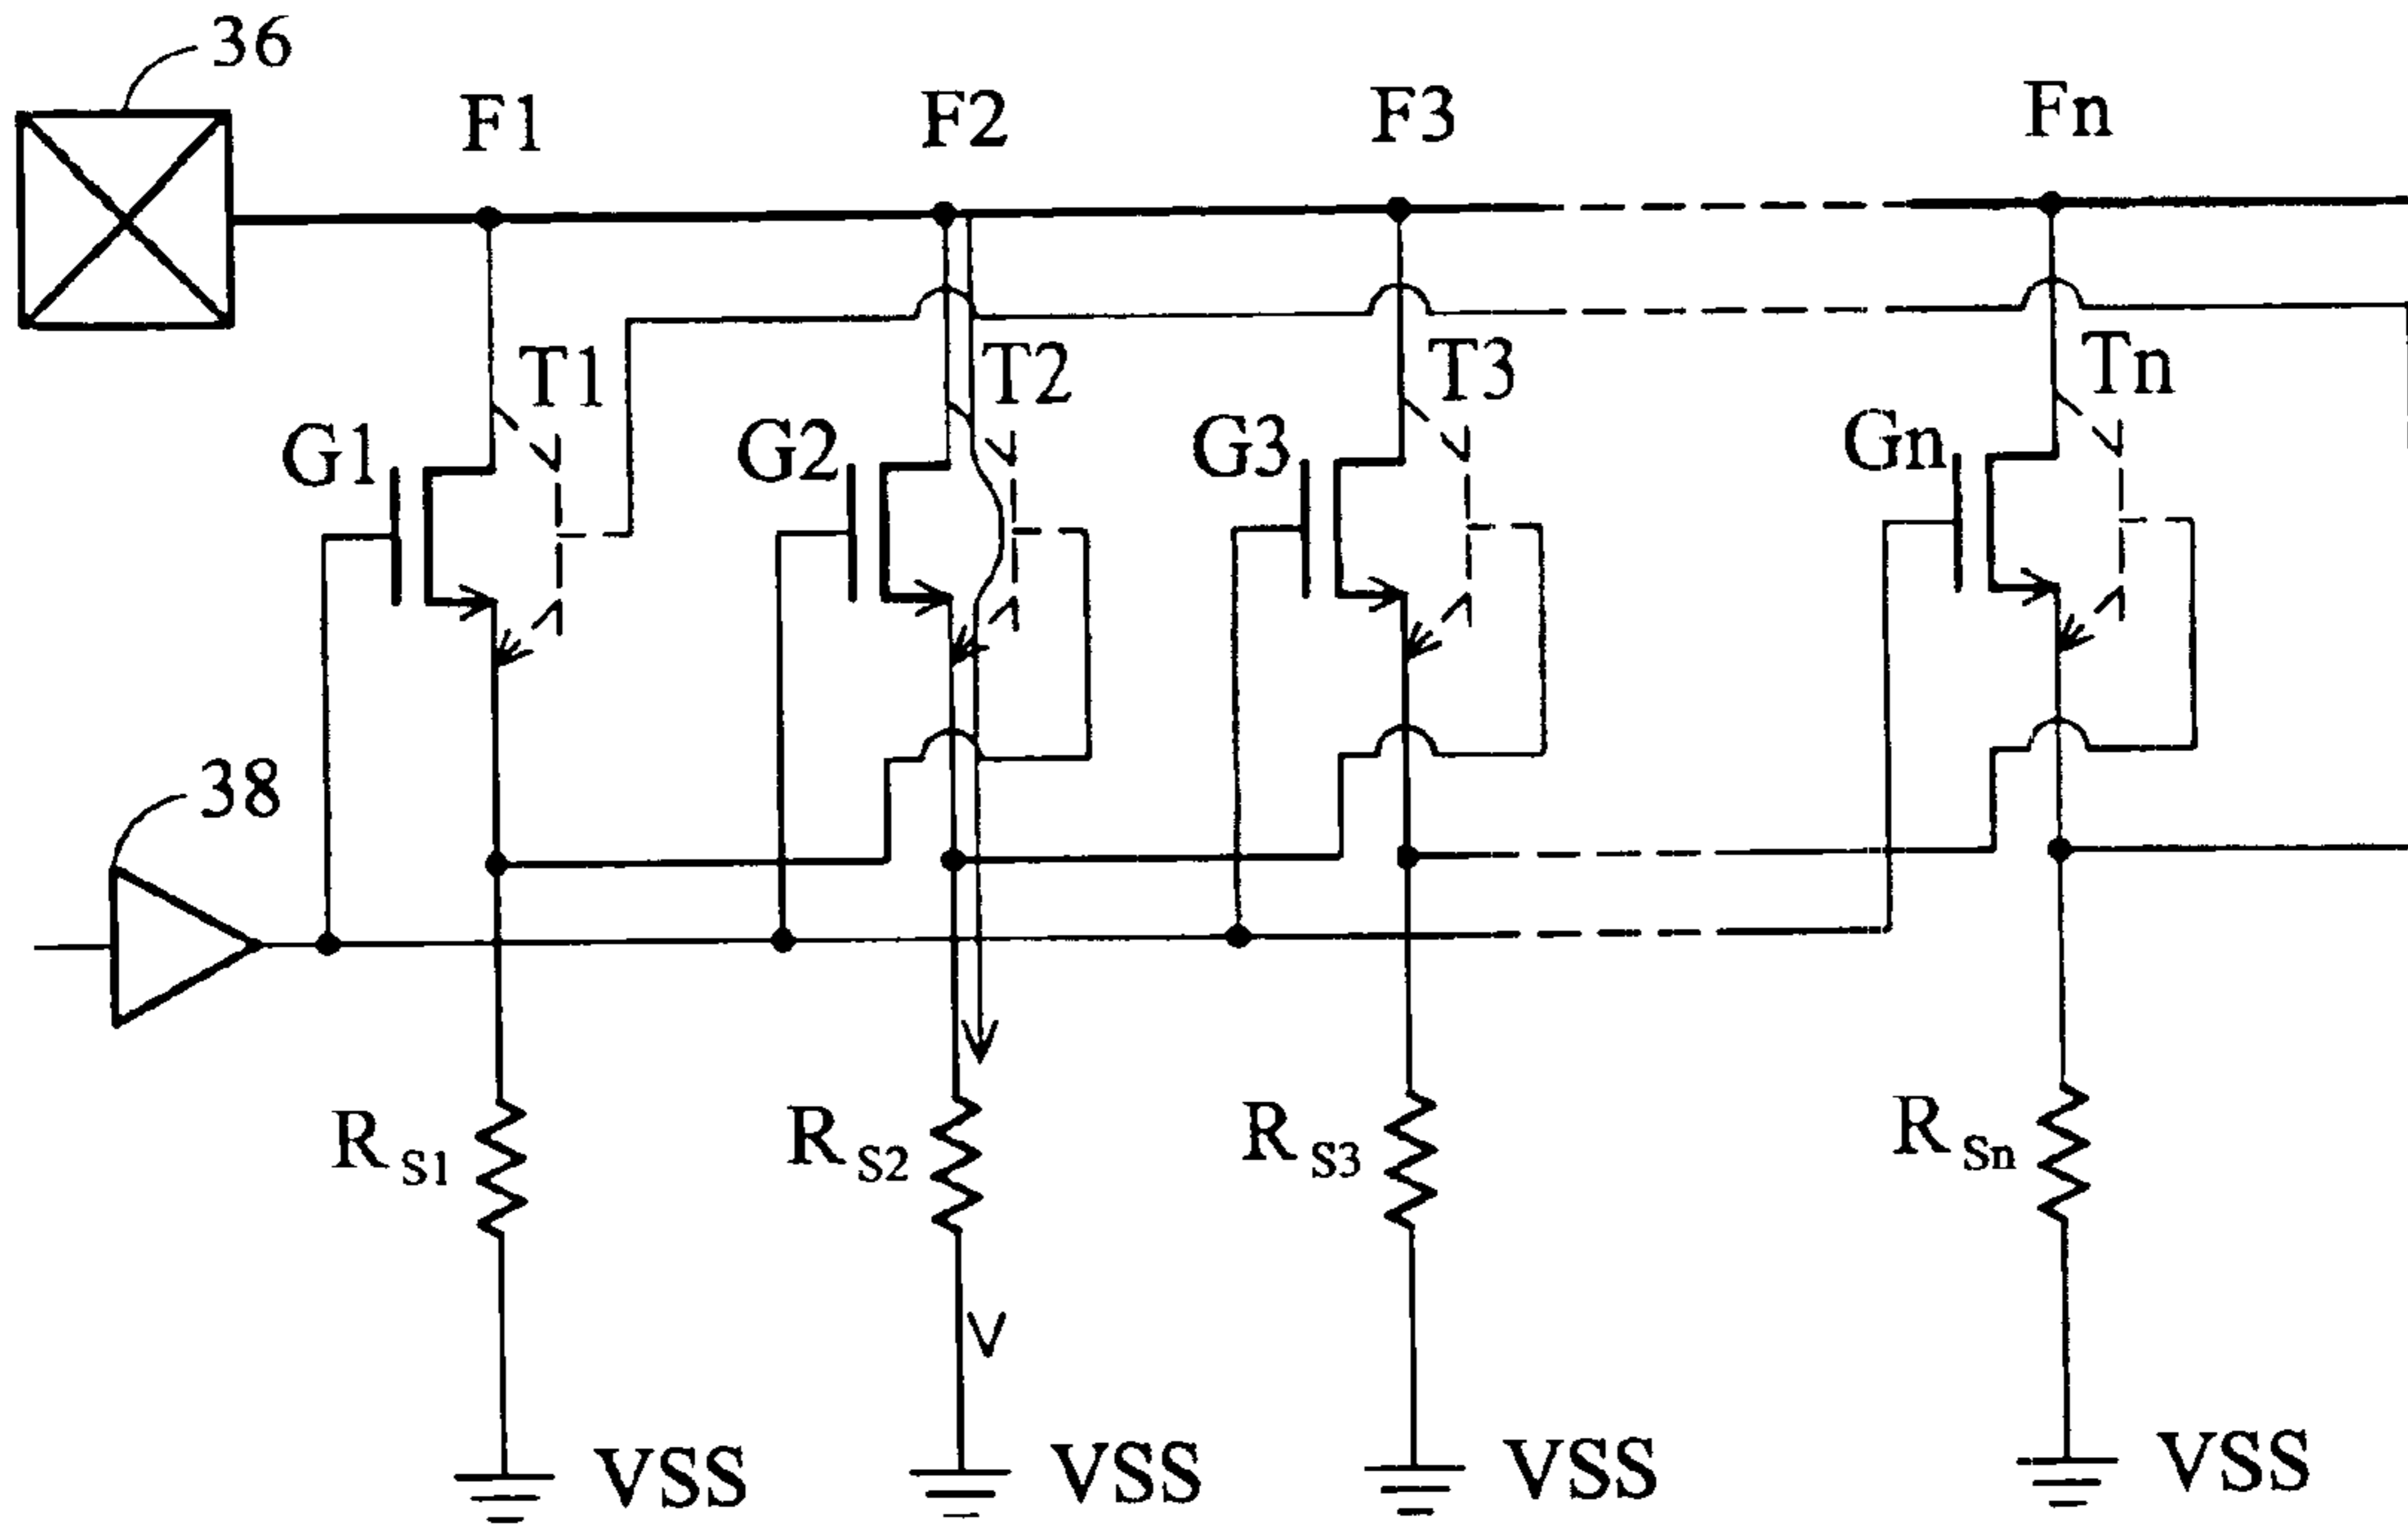 36
F1 F2 F3 Fn
T1 T2 T3 Tn
G1 G2 G3 Gn
38
RS1 RS2 RS3 RSn
VSS VSS VSS VSS